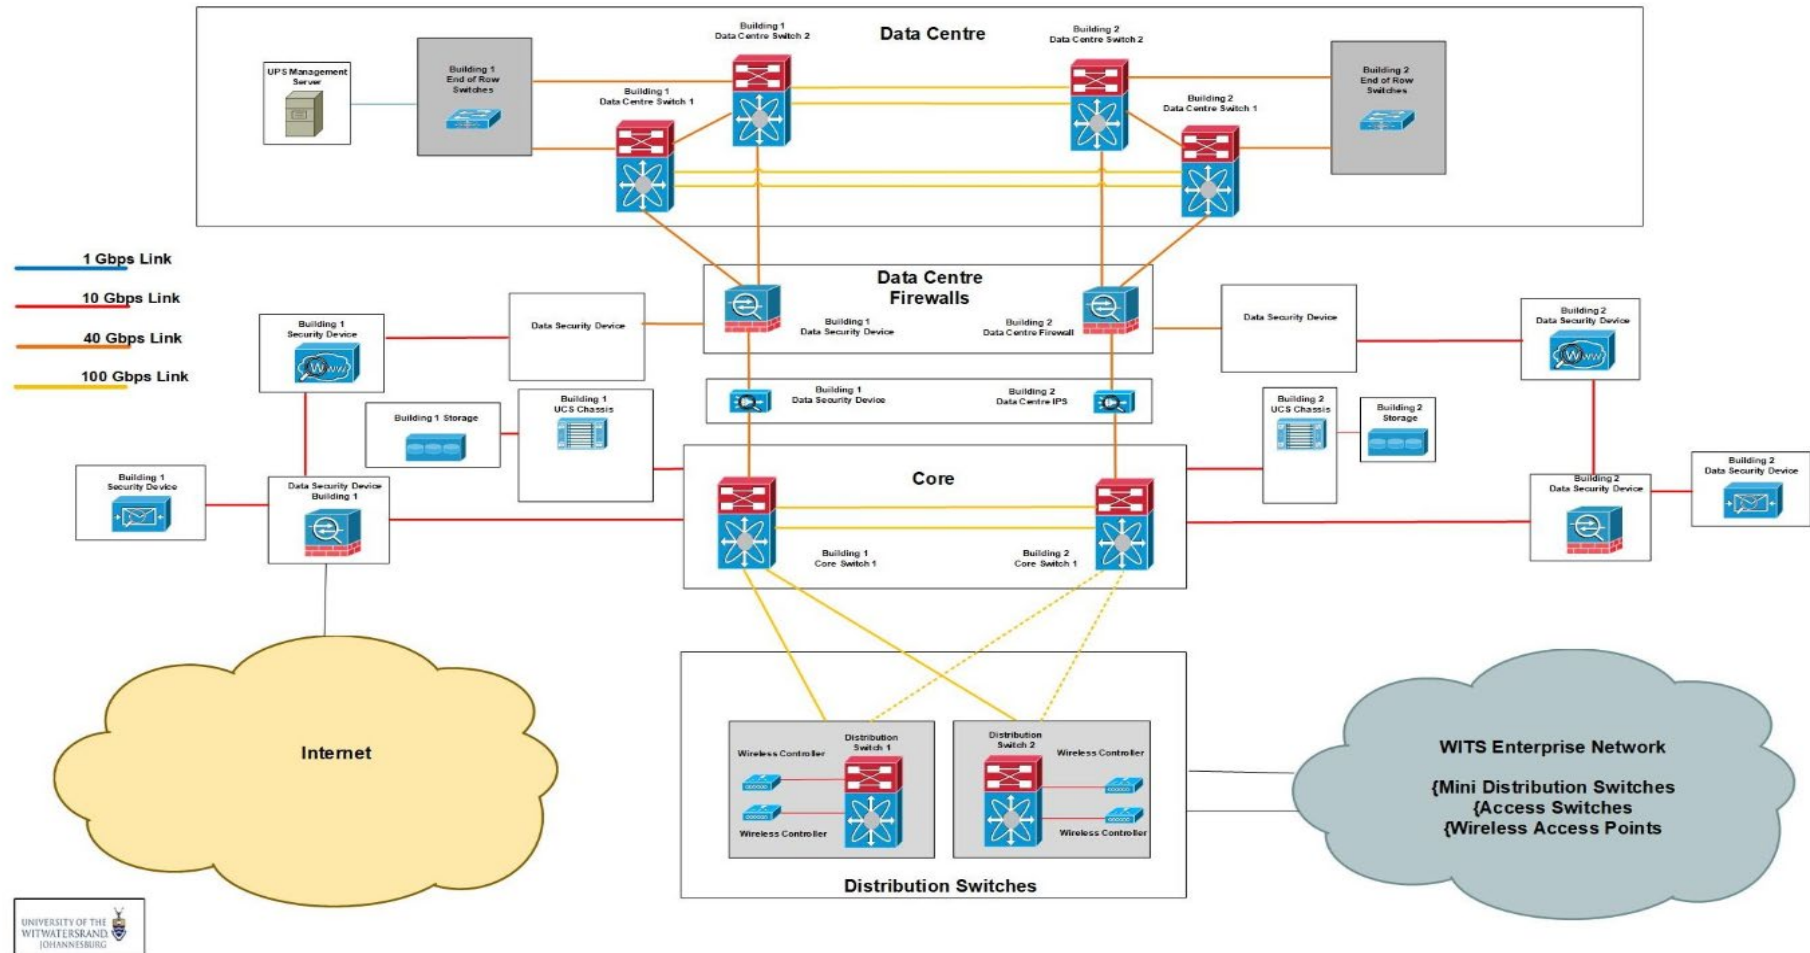 Data Centre
Building 1
Data Centre Switch 2
Building 2
Data Centre Switch 2
UPS Management
Server
Building 1
End of Row
Switches
Building 1
Data Centre Switch 1
Building 2
Data Centre Switch 1
Building 2
End of Row
Switches
1 Gbps Link
10 Gbps Link
40 Gbps Link
100 Gbps Link
Data Centre
Firewalls
Building 1
Data Security Device
Building 2
Data Centre Firewall
Building 1
Security Device
Www
Data Security Device
Data Security Device
Building 2
Data Security Device
Www
Building 1
Data Security Device
Building 2
Data Centre IPS
Building 1 Storage
Building 1
UCS Chassis
Building 2
UCS Chassis
Building 2
Storage
Building 1
Security Device
Data Security Device
Building 1
Core
Building 1
Core Switch 1
Building 2
Core Switch 1
Building 2
Data Security Device
Building 2
Data Security Device
Internet
Wireless Controller
Distribution
Switch 1
Wireless Controller
Distribution
Switch 2
Wireless Controller
Wireless Controller
Distribution Switches
WITS Enterprise Network
{Mini Distribution Switches
{Access Switches
{Wireless Access Points
UNIVERSITY OF THE
WITWATERSRAND,
JOHANNESBURG